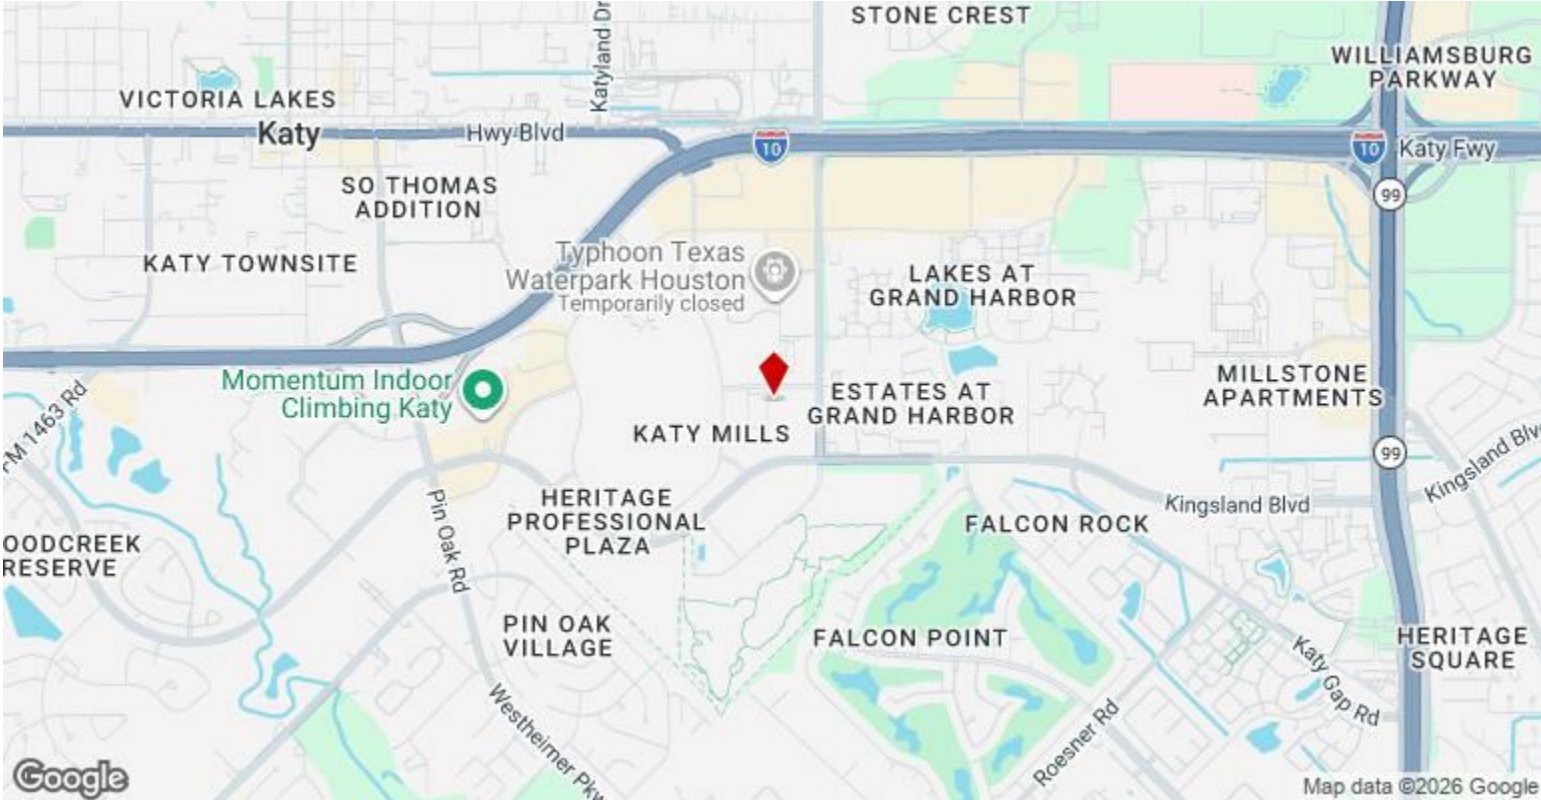 STONE CREST
Katyland Dr
WILLIAMSBURG
PARKWAY
VICTORIA LAKES
Katy
Hwy Blvd
10
10
Katy Fwy
SO THOMAS
ADDITION
99
KATY TOWNSITE
Typhoon Texas
Waterpark Houston
Temporarily closed
LAKES AT
GRAND HARBOR
Momentum Indoor
Climbing Katy
ESTATES AT
GRAND HARBOR
MILLSTONE
APARTMENTS
FM 1463 Rd
KATY MILLS
99
Kingsland Blvd
HERITAGE
PROFESSIONAL
PLAZA
Pin Oak Rd
Kingsland Blvd
FALCON ROCK
OODCREEK
RESERVE
PIN OAK
VILLAGE
FALCON POINT
HERITAGE
SQUARE
Katy Gap Rd
Westheimer Pkw
Roesner Rd
Google
Map data ©2026 Google